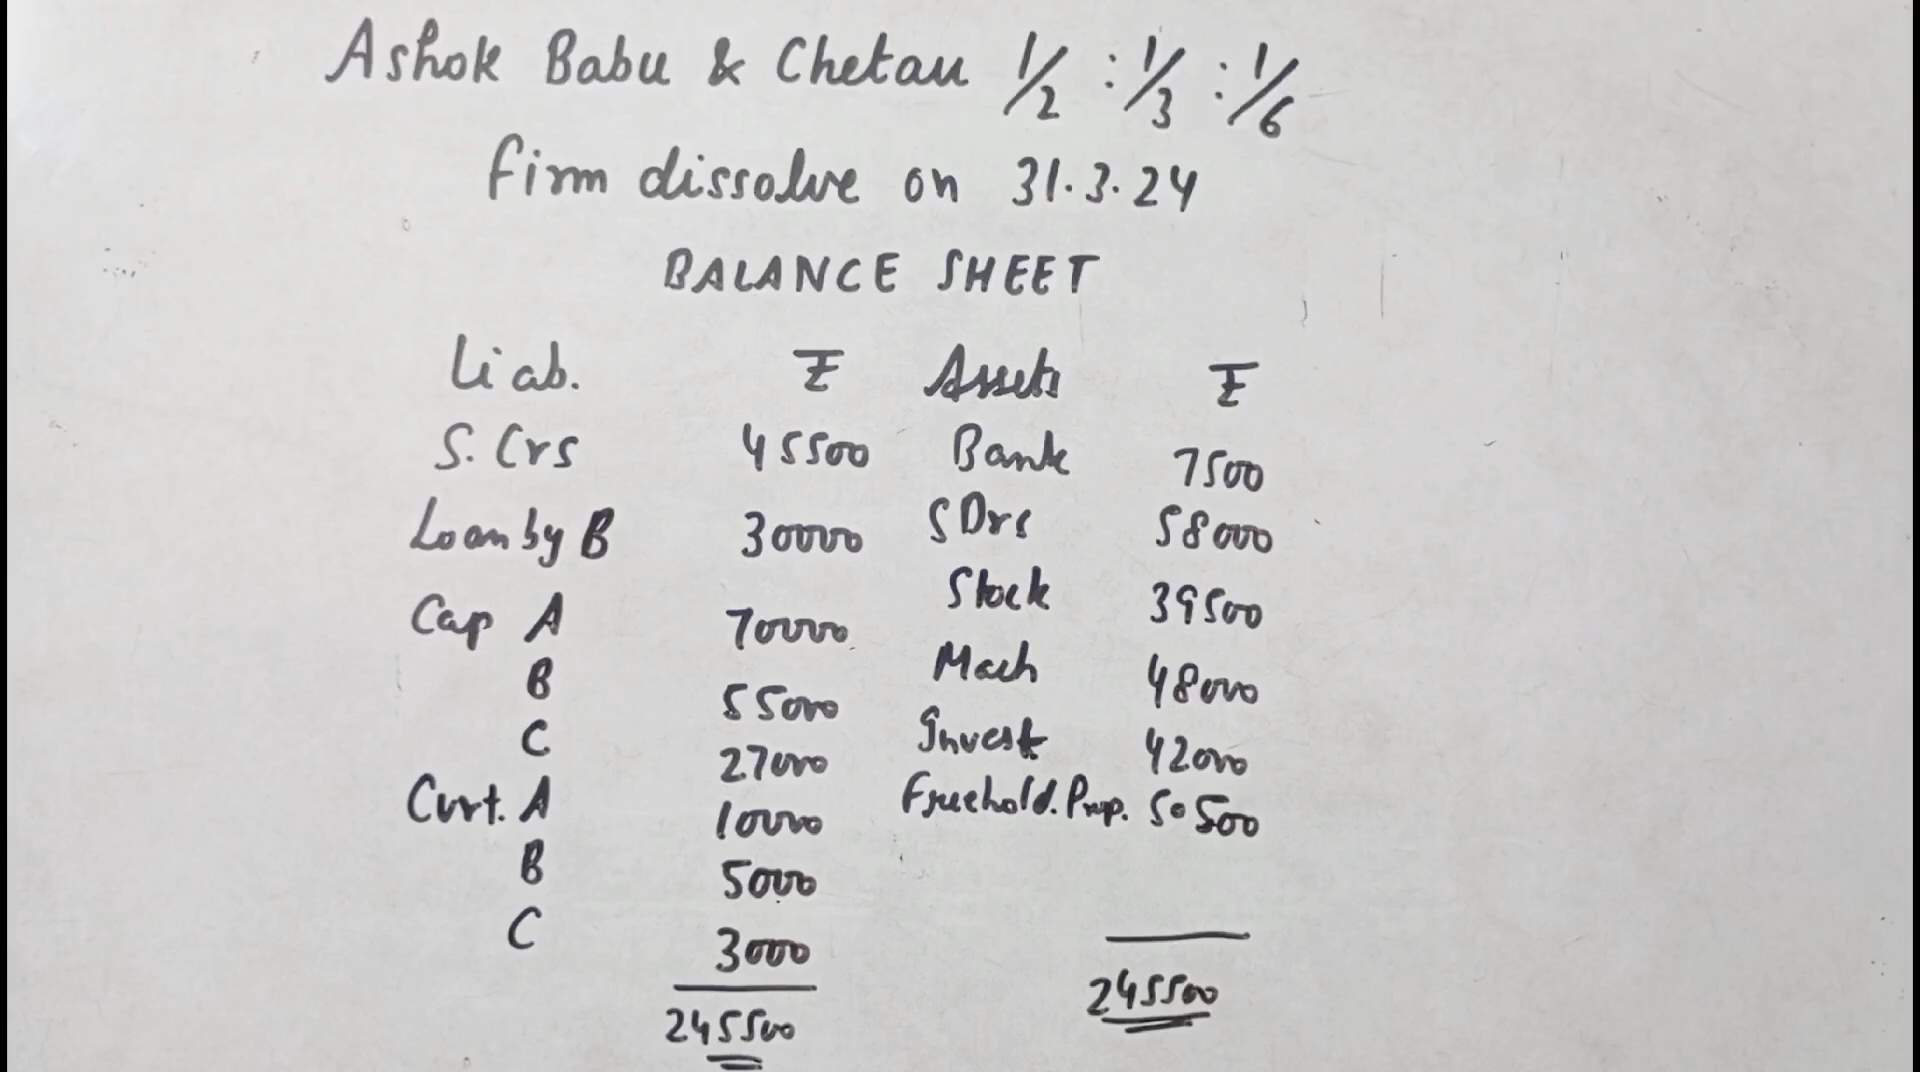 Ashok Babu & Chetan 1/2 : 1/3 : 1/6
firm dissolve on 31.3.24
BALANCE SHEET
Liab. ₹ Assets ₹
S. Crs 45500 Bank 7500
Loan by B 30000 S Drs 58000
Cap A 70000 Stock 39500
B 55000 Mach 48000
C 27000 Invest 42000
Curt. A 10000 Freehold. Prop. 50500
B 5000
C 3000
245500 245500